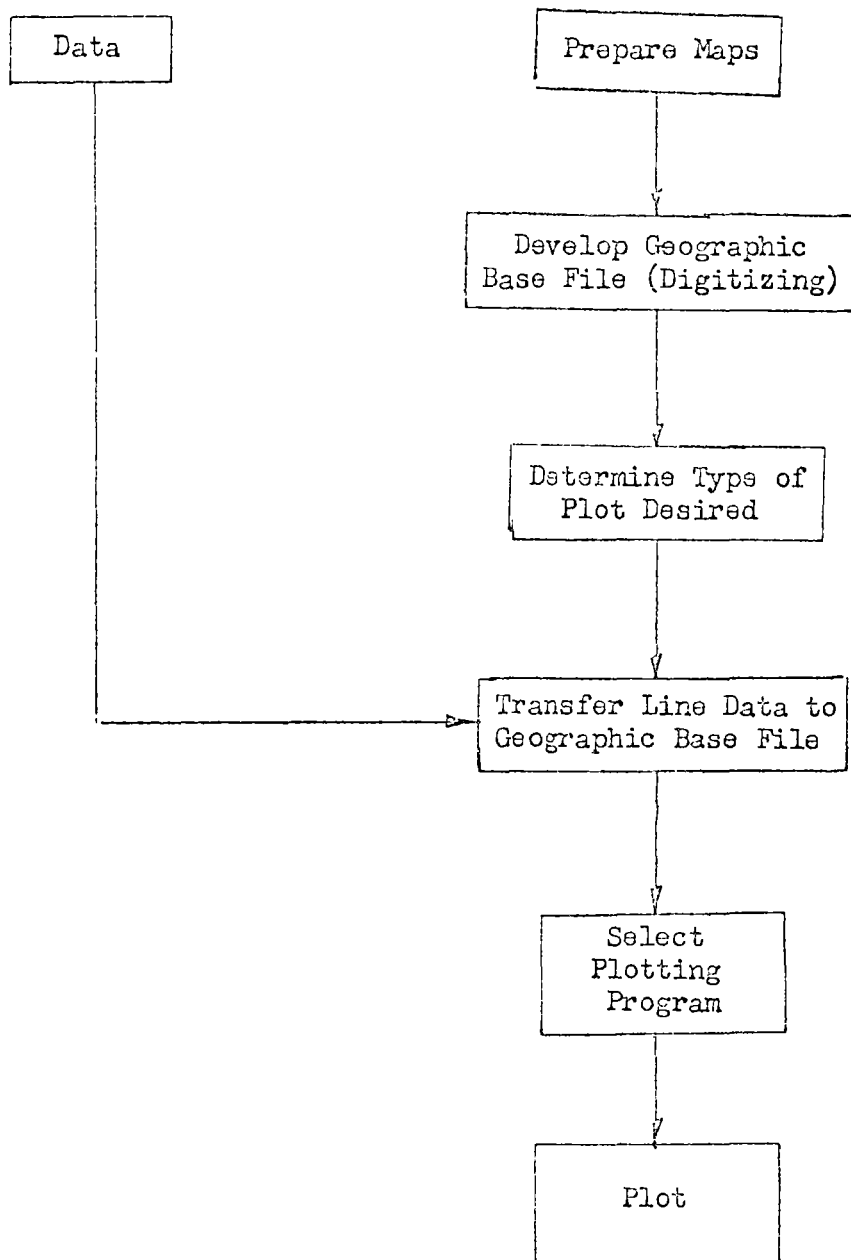 Data
Prepare Maps
Develop Geographic
Base File (Digitizing)
Determine Type of
Plot Desired
Transfer Line Data to
Geographic Base File
Select
Plotting
Program
Plot